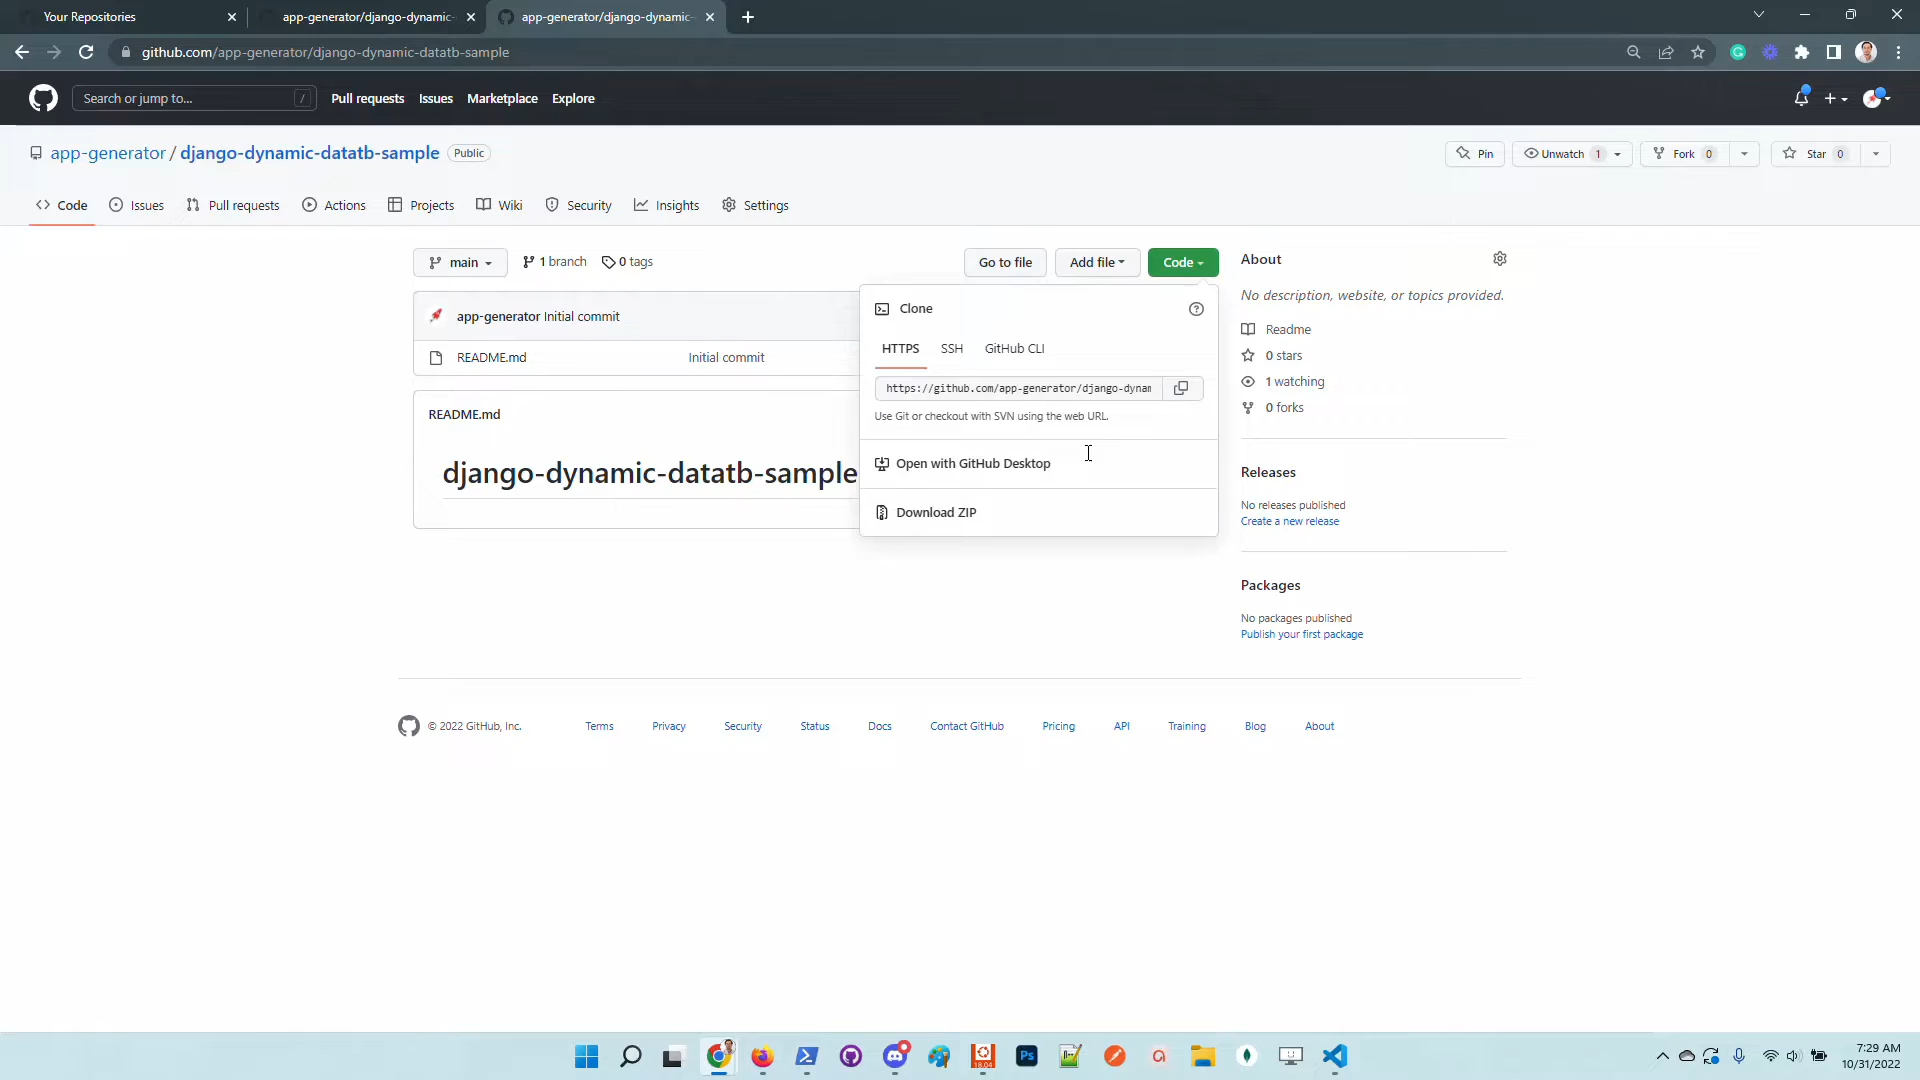 Your Repositories
app-generator/django-dynamic-
app-generator/django-dynamic-
github.com/app-generator/django-dynamic-datatb-sample
Search or jump to... /
Pull requests Issues Marketplace Explore
app-generator / django-dynamic-datatb-sample Public
Pin Unwatch 1 Fork 0 Star 0
Code Issues Pull requests Actions Projects Wiki Security Insights Settings
main 1 branch 0 tags Go to file Add file Code
app-generator Initial commit
README.md Initial commit
README.md
django-dynamic-datatb-sample
Clone
HTTPS SSH GitHub CLI
https://github.com/app-generator/django-dynam
Use Git or checkout with SVN using the web URL.
Open with GitHub Desktop
Download ZIP
About
No description, website, or topics provided.
Readme
0 stars
1 watching
0 forks
Releases
No releases published
Create a new release
Packages
No packages published
Publish your first package
© 2022 GitHub, Inc. Terms Privacy Security Status Docs Contact GitHub Pricing API Training Blog About
Ps
18.04
7:29 AM
10/31/2022